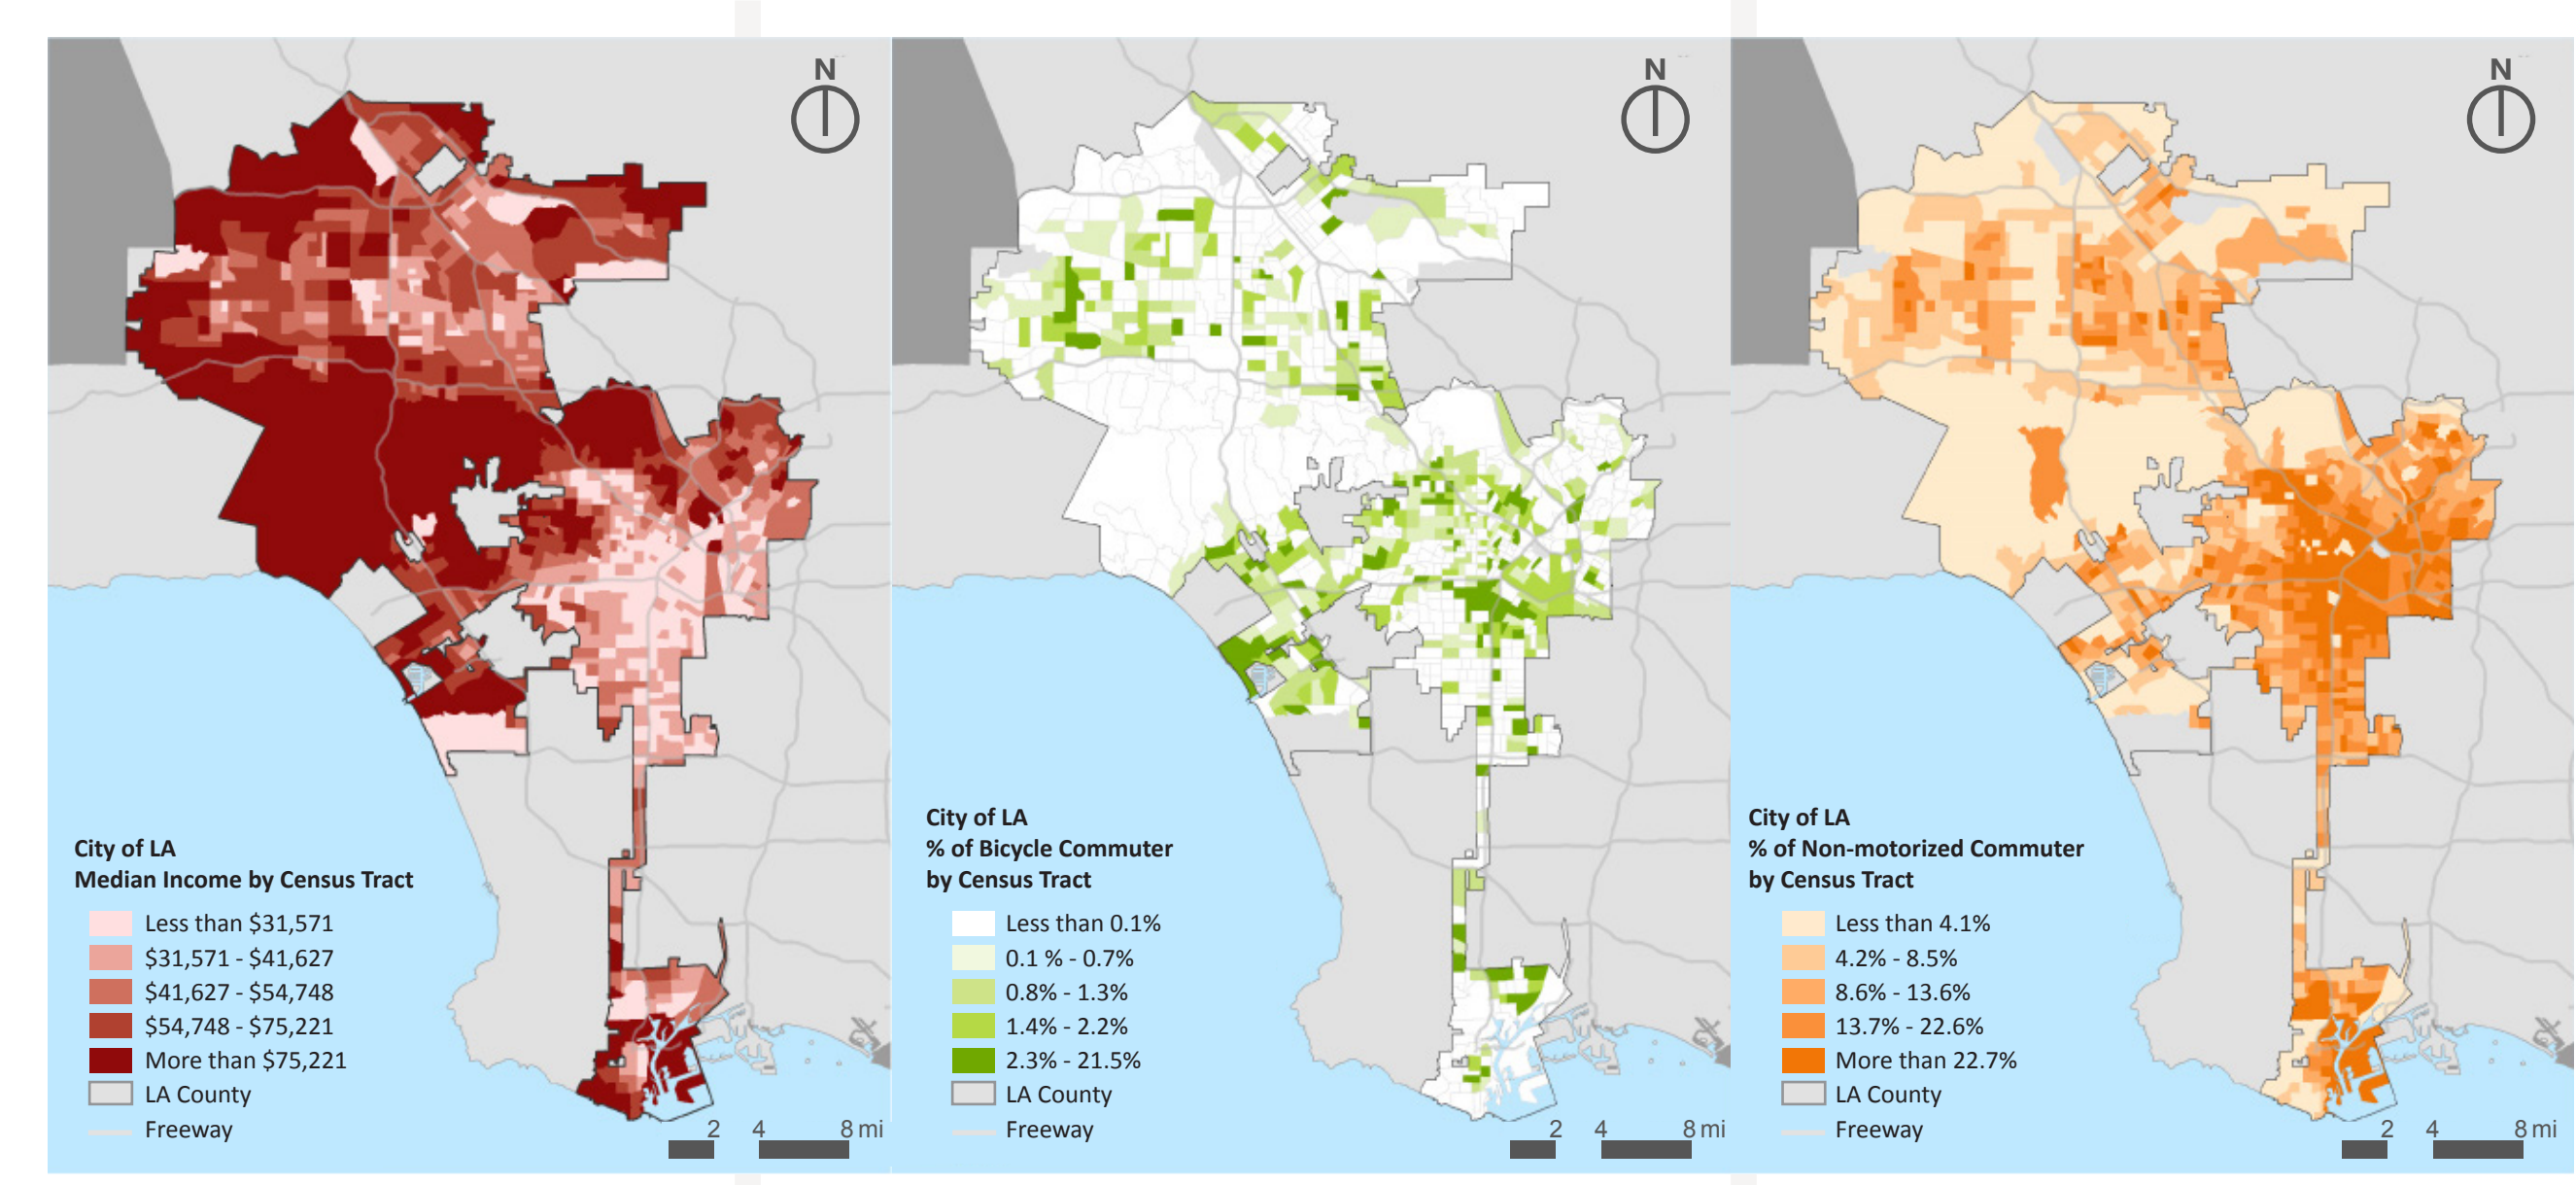 N
City of LA
Median Income by Census Tract
Less than $31,571
$31,571 - $41,627
$41,627 - $54,748
$54,748 - $75,221
More than $75,221
LA County
Freeway
2 4 8 mi
N
City of LA
% of Bicycle Commuter
by Census Tract
Less than 0.1%
0.1 % - 0.7%
0.8% - 1.3%
1.4% - 2.2%
2.3% - 21.5%
LA County
Freeway
2 4 8 mi
N
City of LA
% of Non-motorized Commuter
by Census Tract
Less than 4.1%
4.2% - 8.5%
8.6% - 13.6%
13.7% - 22.6%
More than 22.7%
LA County
Freeway
2 4 8 mi